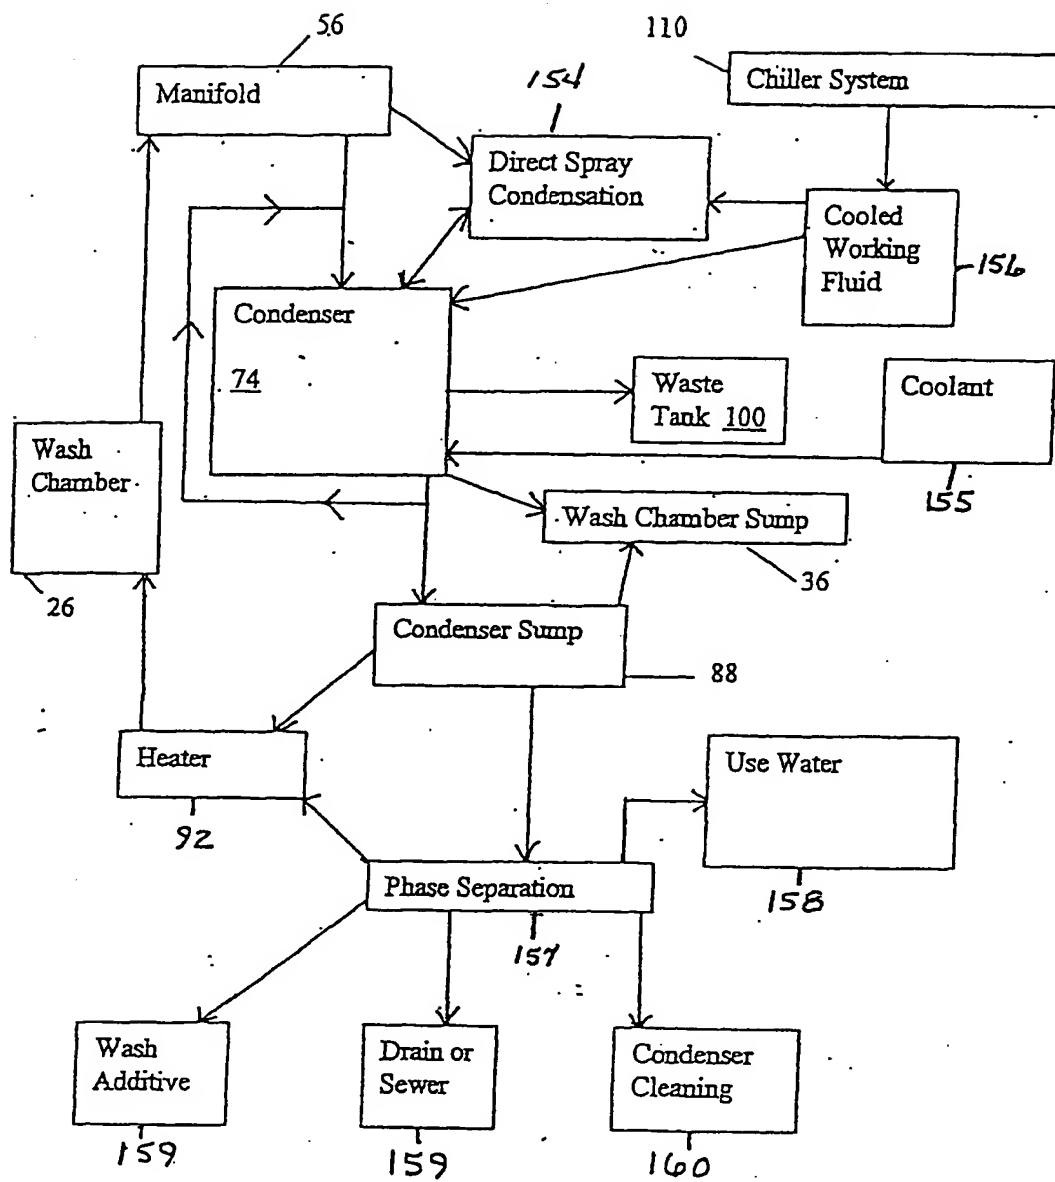 56
110
Manifold
154
Chiller System
Direct Spray
Condensation
Cooled
Working
Fluid
156
Condenser
74
Waste
Tank 100
Coolant
Wash
Chamber
155
Wash Chamber Sump
36
26
Condenser Sump
88
Heater
Use Water
92
Phase Separation
158
157
Wash
Additive
Drain or
Sewer
Condenser
Cleaning
159
159
160